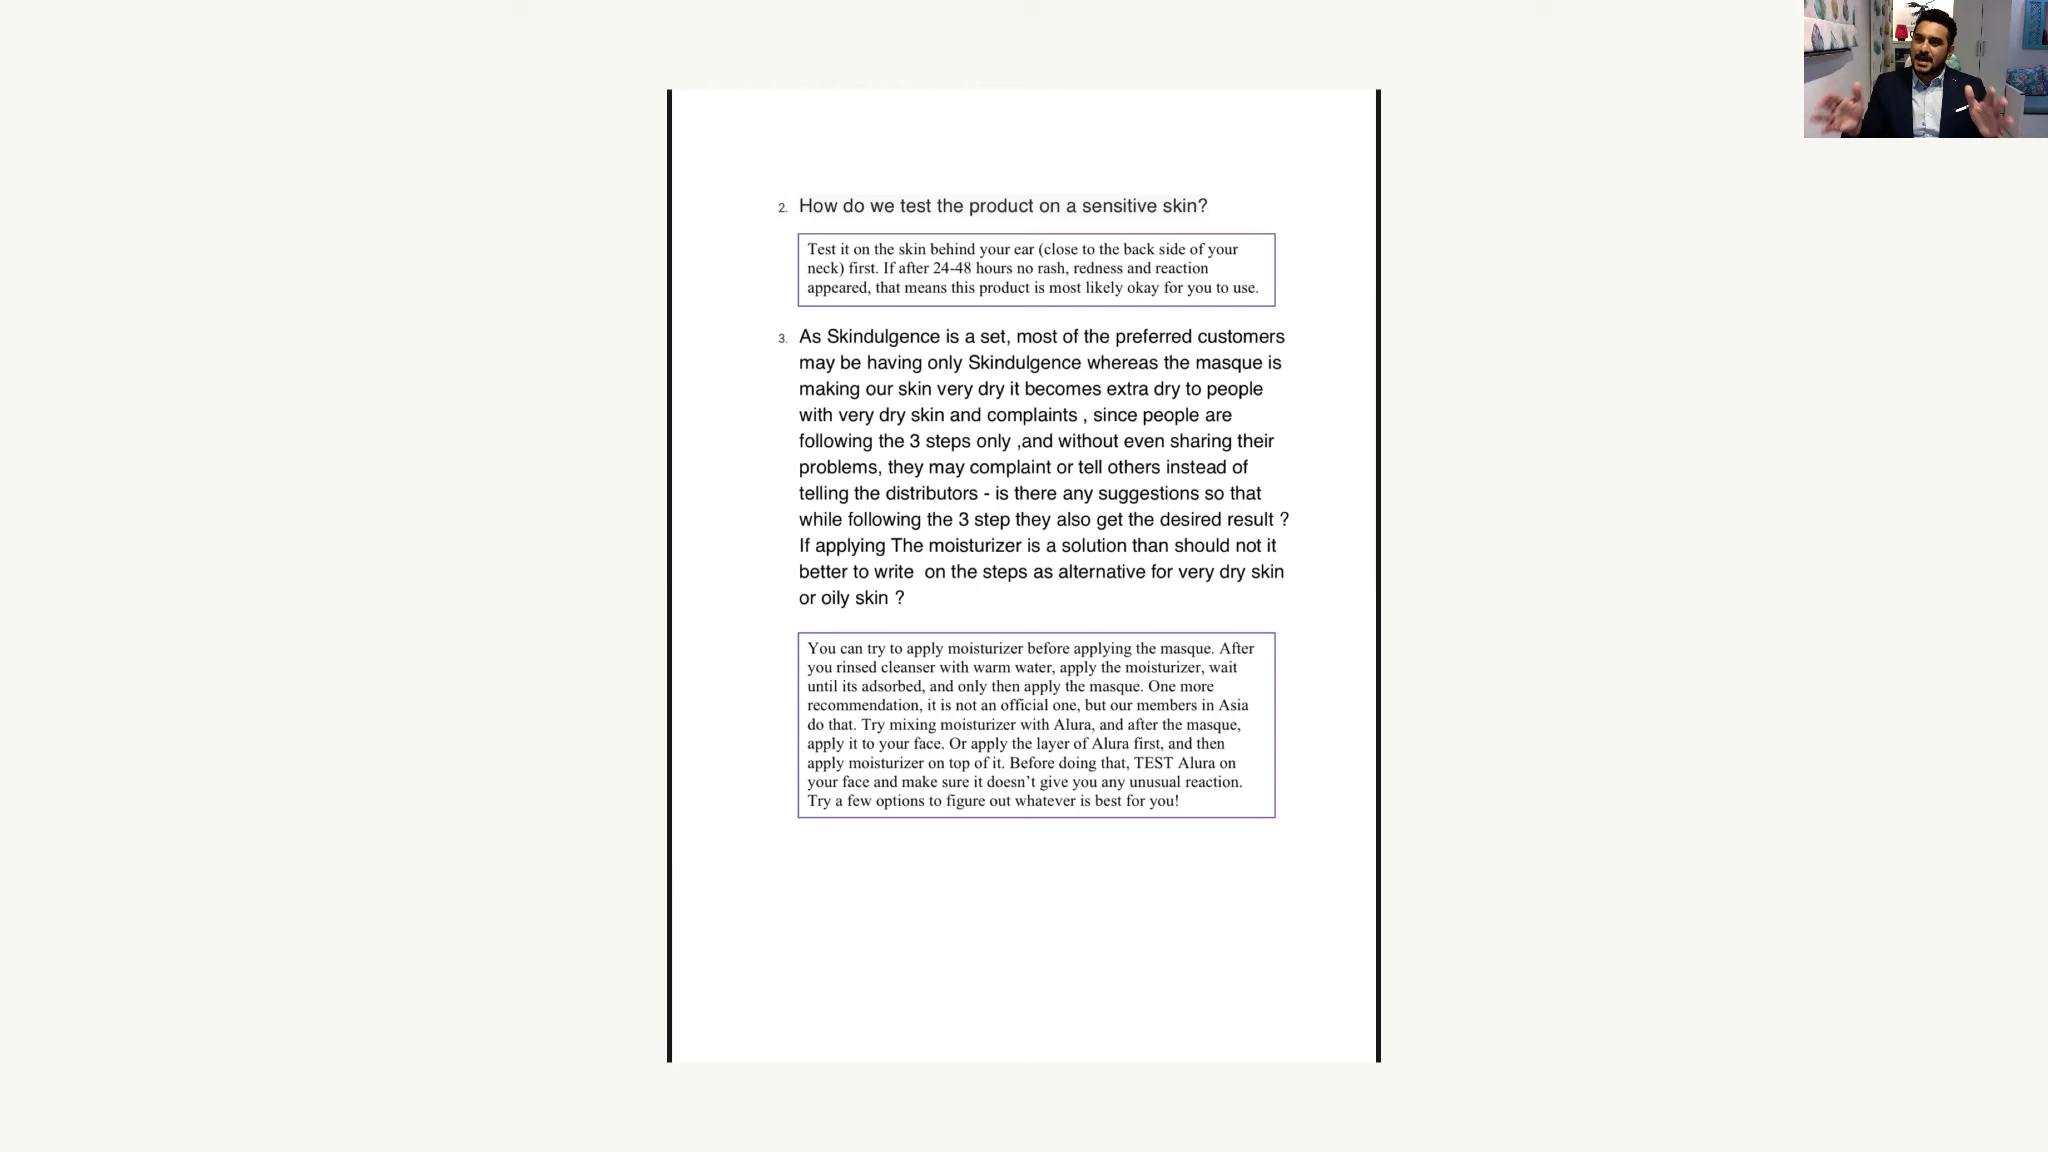 2. How do we test the product on a sensitive skin?
Test it on the skin behind your ear (close to the back side of your
neck) first. If after 24-48 hours no rash, redness and reaction
appeared, that means this product is most likely okay for you to use.
3. As Skindulgence is a set, most of the preferred customers
may be having only Skindulgence whereas the masque is
making our skin very dry it becomes extra dry to people
with very dry skin and complaints , since people are
following the 3 steps only ,and without even sharing their
problems, they may complaint or tell others instead of
telling the distributors - is there any suggestions so that
while following the 3 step they also get the desired result ?
If applying The moisturizer is a solution than should not it
better to write  on the steps as alternative for very dry skin
or oily skin ?
You can try to apply moisturizer before applying the masque. After
you rinsed cleanser with warm water, apply the moisturizer, wait
until its adsorbed, and only then apply the masque. One more
recommendation, it is not an official one, but our members in Asia
do that. Try mixing moisturizer with Alura, and after the masque,
apply it to your face. Or apply the layer of Alura first, and then
apply moisturizer on top of it. Before doing that, TEST Alura on
your face and make sure it doesn’t give you any unusual reaction.
Try a few options to figure out whatever is best for you!